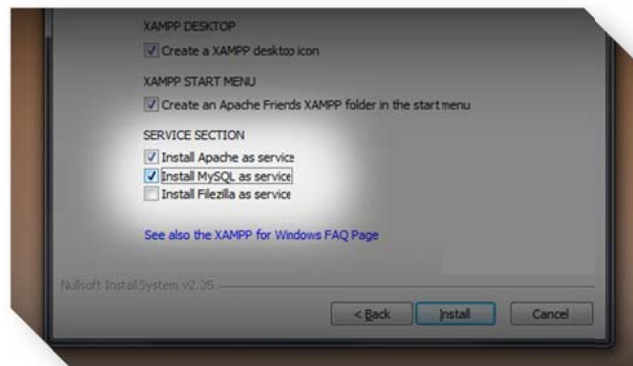 XAMPP DESKTOP
Create a XAMPP desktop icon
XAMPP START MENU
Create an Apache Friends XAMPP folder in the start menu
SERVICE SECTION
Install Apache as service
Install MySQL as service
Install Filezilla as service
See also the XAMPP for Windows FAQ Page
Nullsoft Install System v2.35
< Back Install Cancel